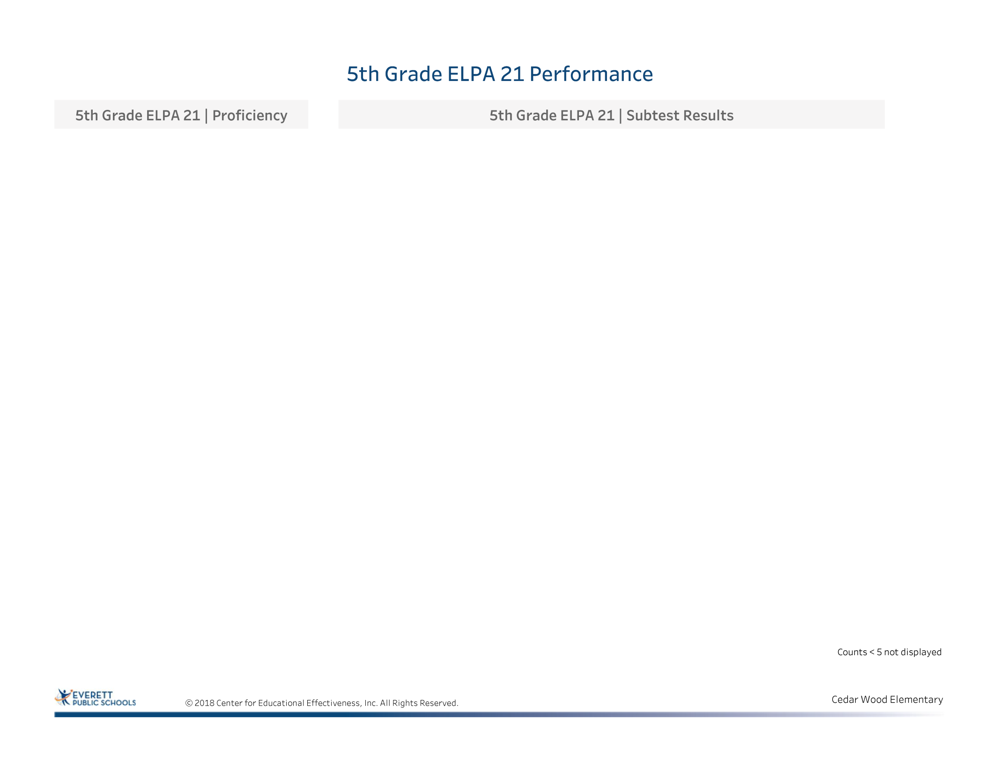 5th Grade ELPA 21 Performance
5th Grade ELPA 21 | Proficiency
5th Grade ELPA 21 | Subtest Results
Counts < 5 not displayed
EVERETT
PUBLIC SCHOOLS
© 2018 Center for Educational Effectiveness, Inc. All Rights Reserved.
Cedar Wood Elementary